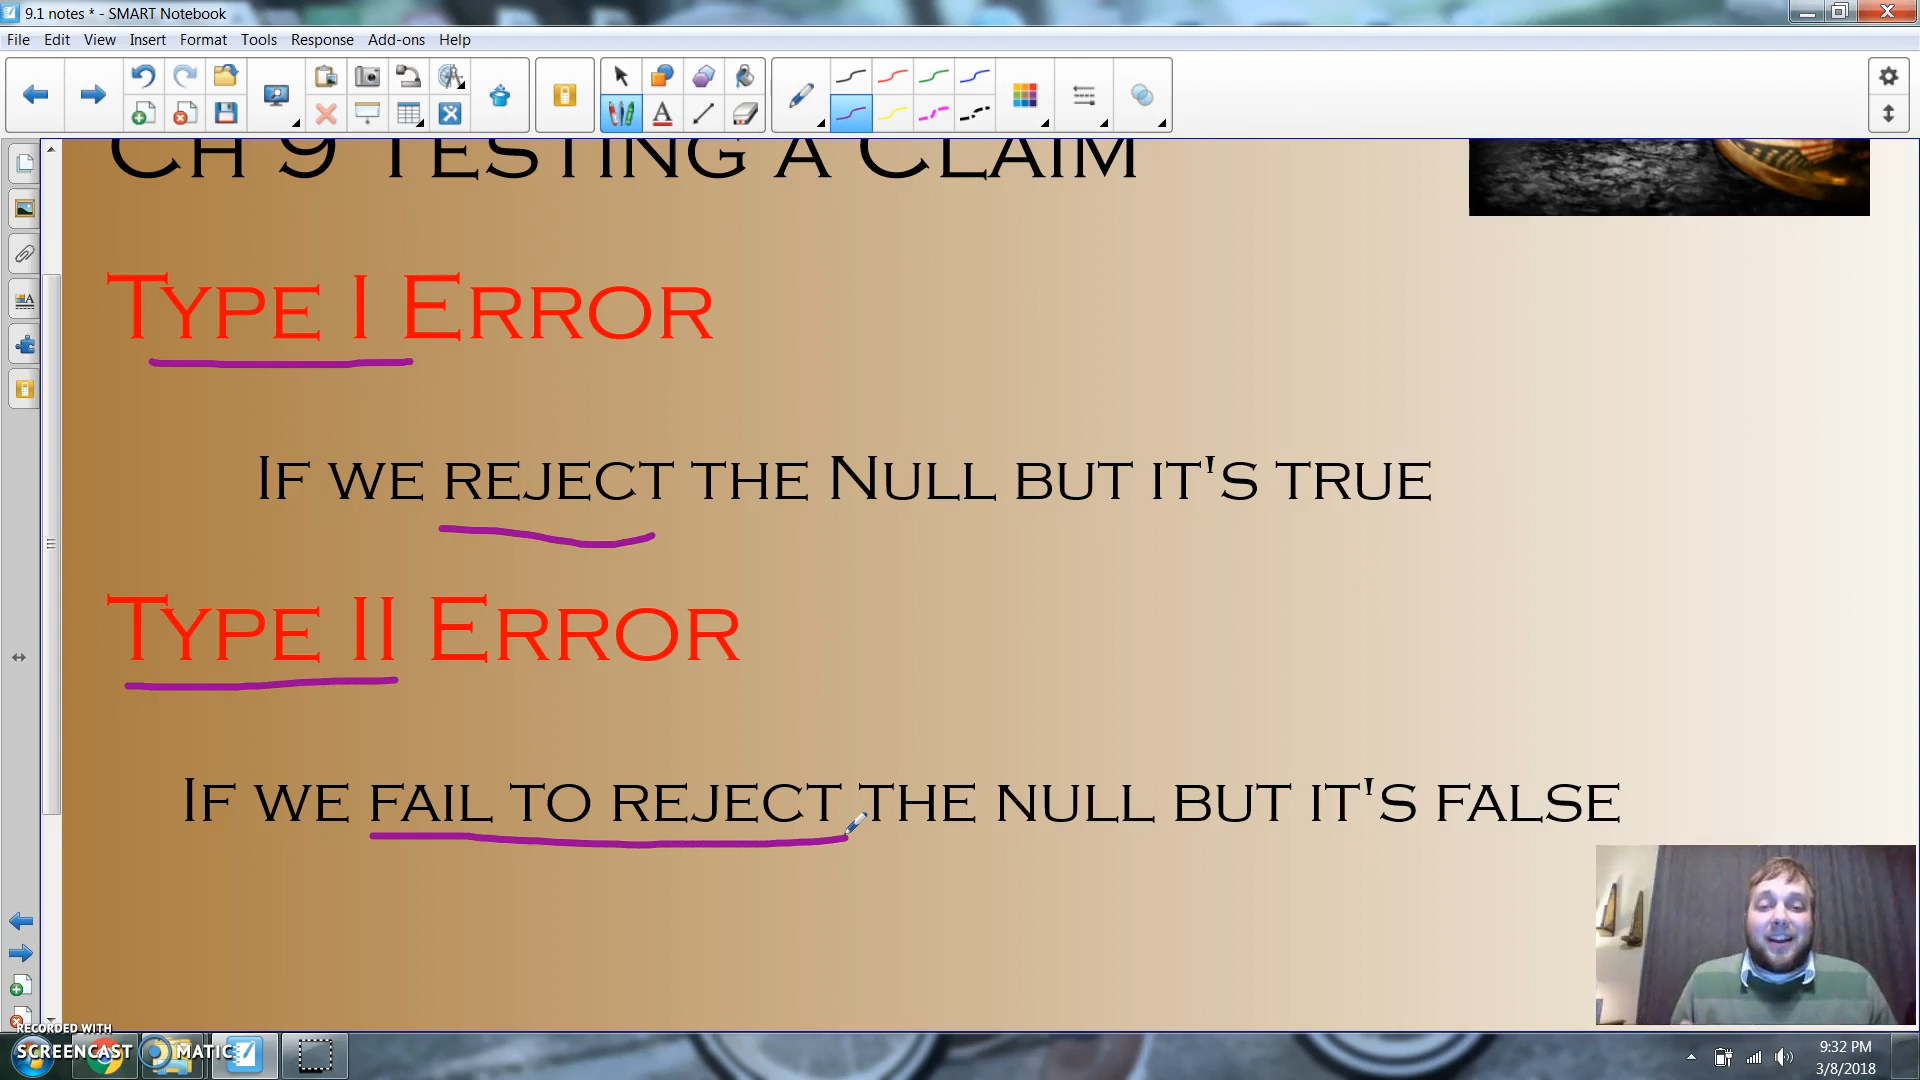 9.1 notes * - SMART Notebook
File Edit View Insert Format Tools Response Add-ons Help
CH 9 TESTING A CLAIM
TYPE I ERROR
IF WE REJECT THE NULL BUT IT'S TRUE
TYPE II ERROR
IF WE FAIL TO REJECT THE NULL BUT IT'S FALSE
RECORDED WITH
SCREENCAST MATIC
9:32 PM
3/8/2018